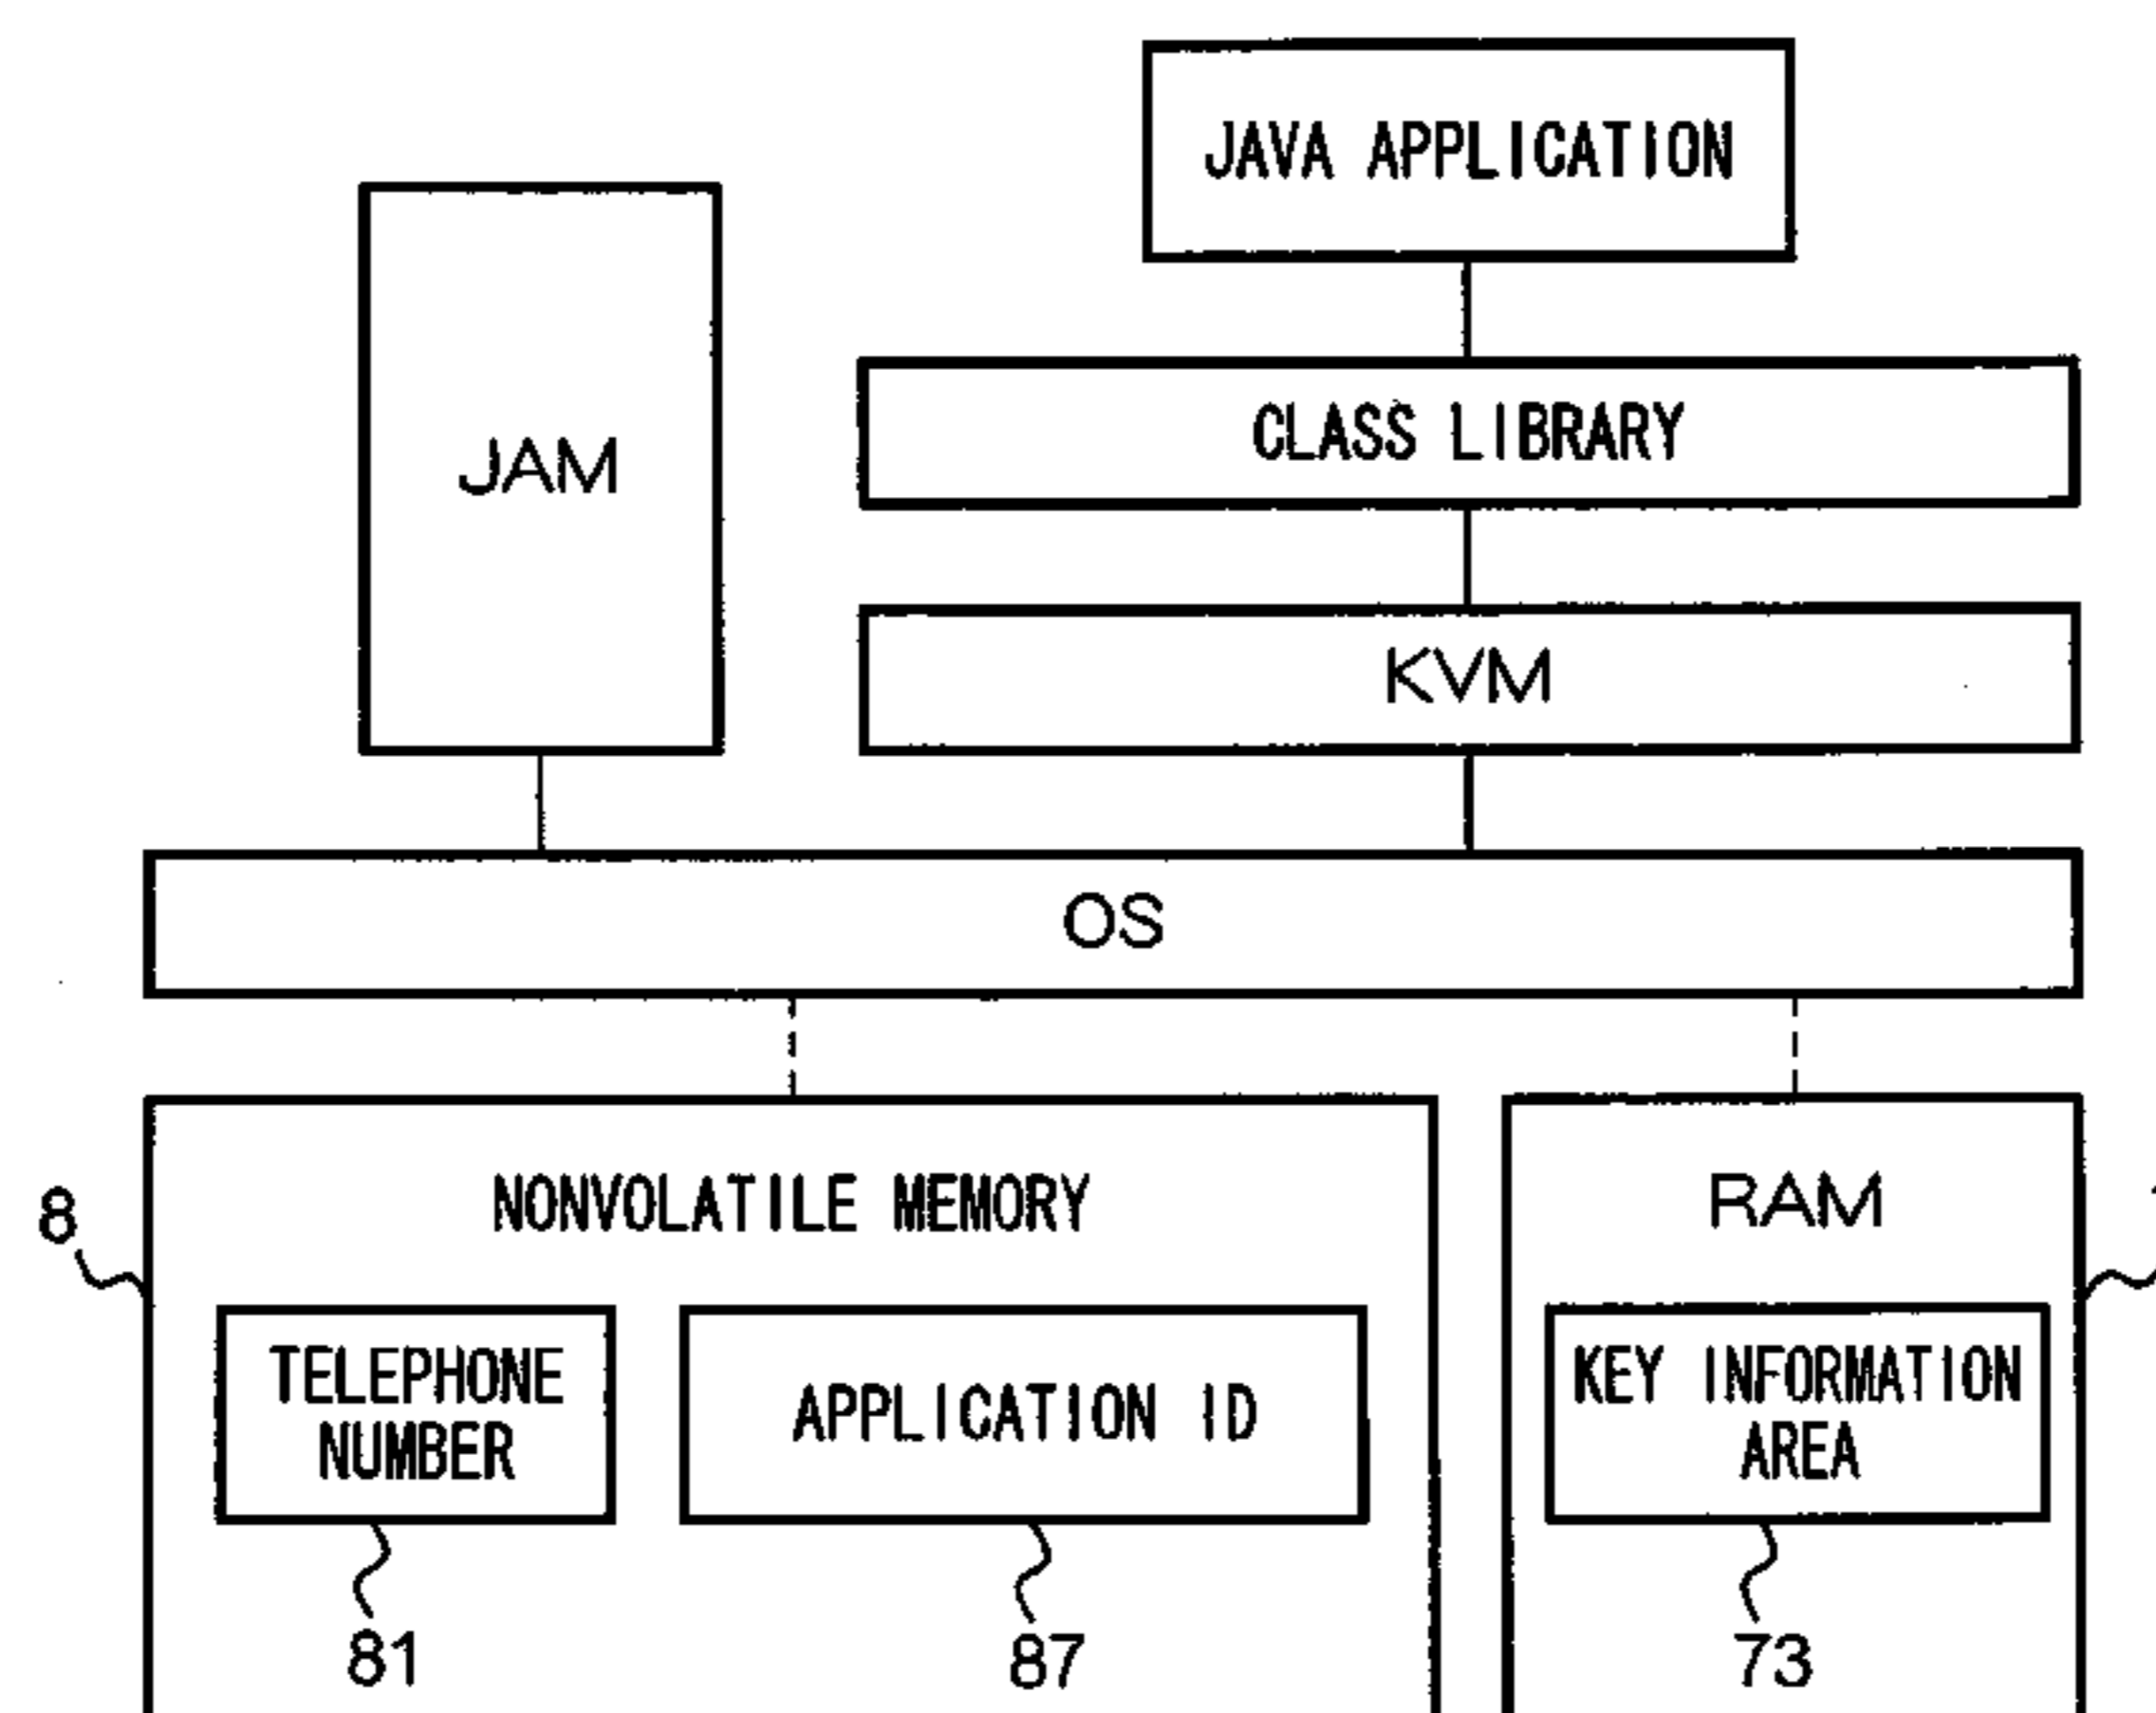 JAVA APPLICATION
JAM
CLASS LIBRARY
KVM
OS
NONVOLATILE MEMORY
RAM
8
TELEPHONE
NUMBER
APPLICATION ID
KEY INFORMATION
AREA
81
87
73